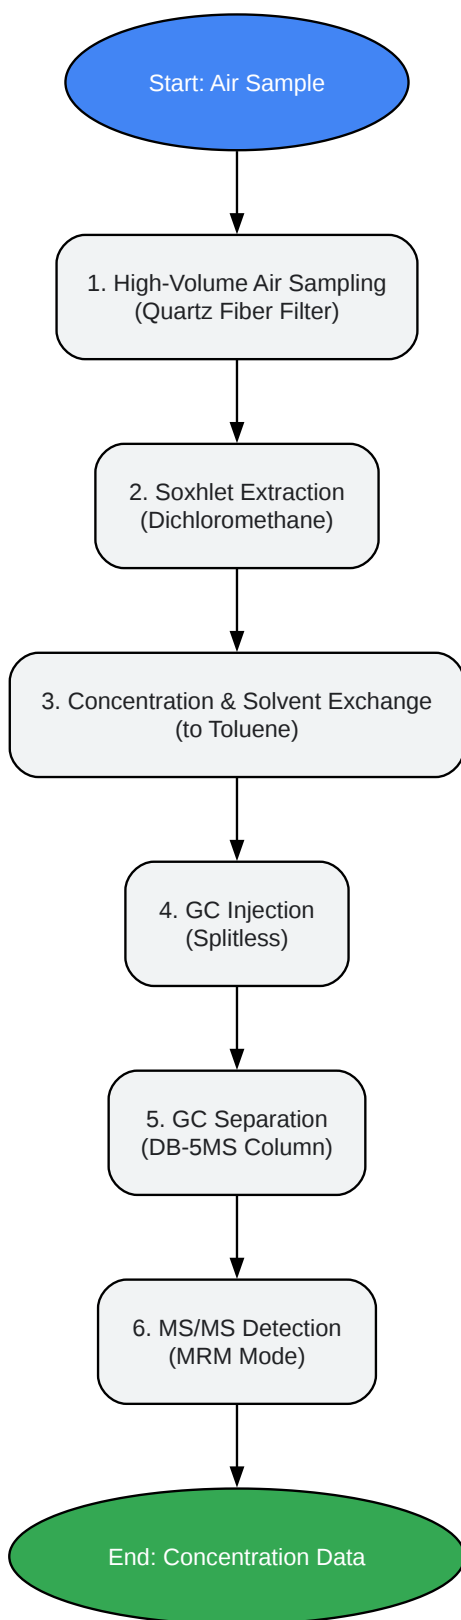 Start: Air Sample
1. High-Volume Air Sampling
(Quartz Fiber Filter)
2. Soxhlet Extraction
(Dichloromethane)
3. Concentration & Solvent Exchange
(to Toluene)
4. GC Injection
(Splitless)
5. GC Separation
(DB-5MS Column)
6. MS/MS Detection
(MRM Mode)
End: Concentration Data